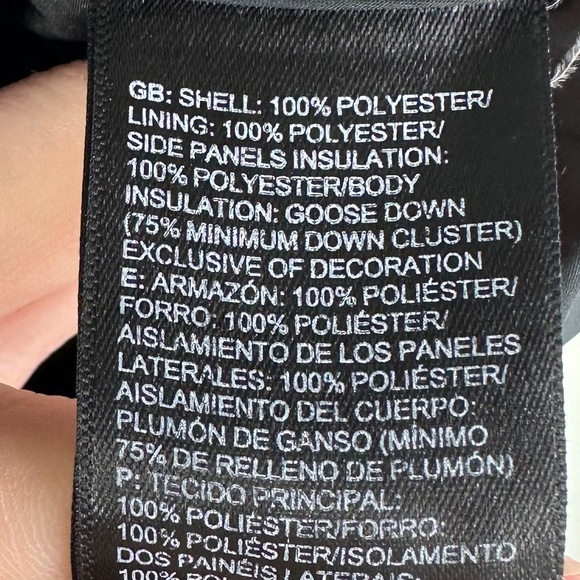 GB: SHELL: 100% POLYESTER/
LINING: 100% POLYESTER/
SIDE PANELS INSULATION:
100% POLYESTER/BODY
INSULATION: GOOSE DOWN
(75% MINIMUM DOWN CLUSTER)
EXCLUSIVE OF DECORATION
E: ARMAZÓN: 100% POLIÉSTER/
FORRO: 100% POLIÉSTER/
AISLAMIENTO DE LOS PANELES
LATERALES: 100% POLIÉSTER/
AISLAMIENTO DEL CUERPO:
PLUMÓN DE GANSO (MÍNIMO
75% DE RELLENO DE PLUMÓN)
P: TECIDO PRINCIPAL:
100% POLIÉSTER/FORRO:
100% POLIÉSTER/ISOLAMENTO
DOS PAINÉIS LATERAIS:
100%